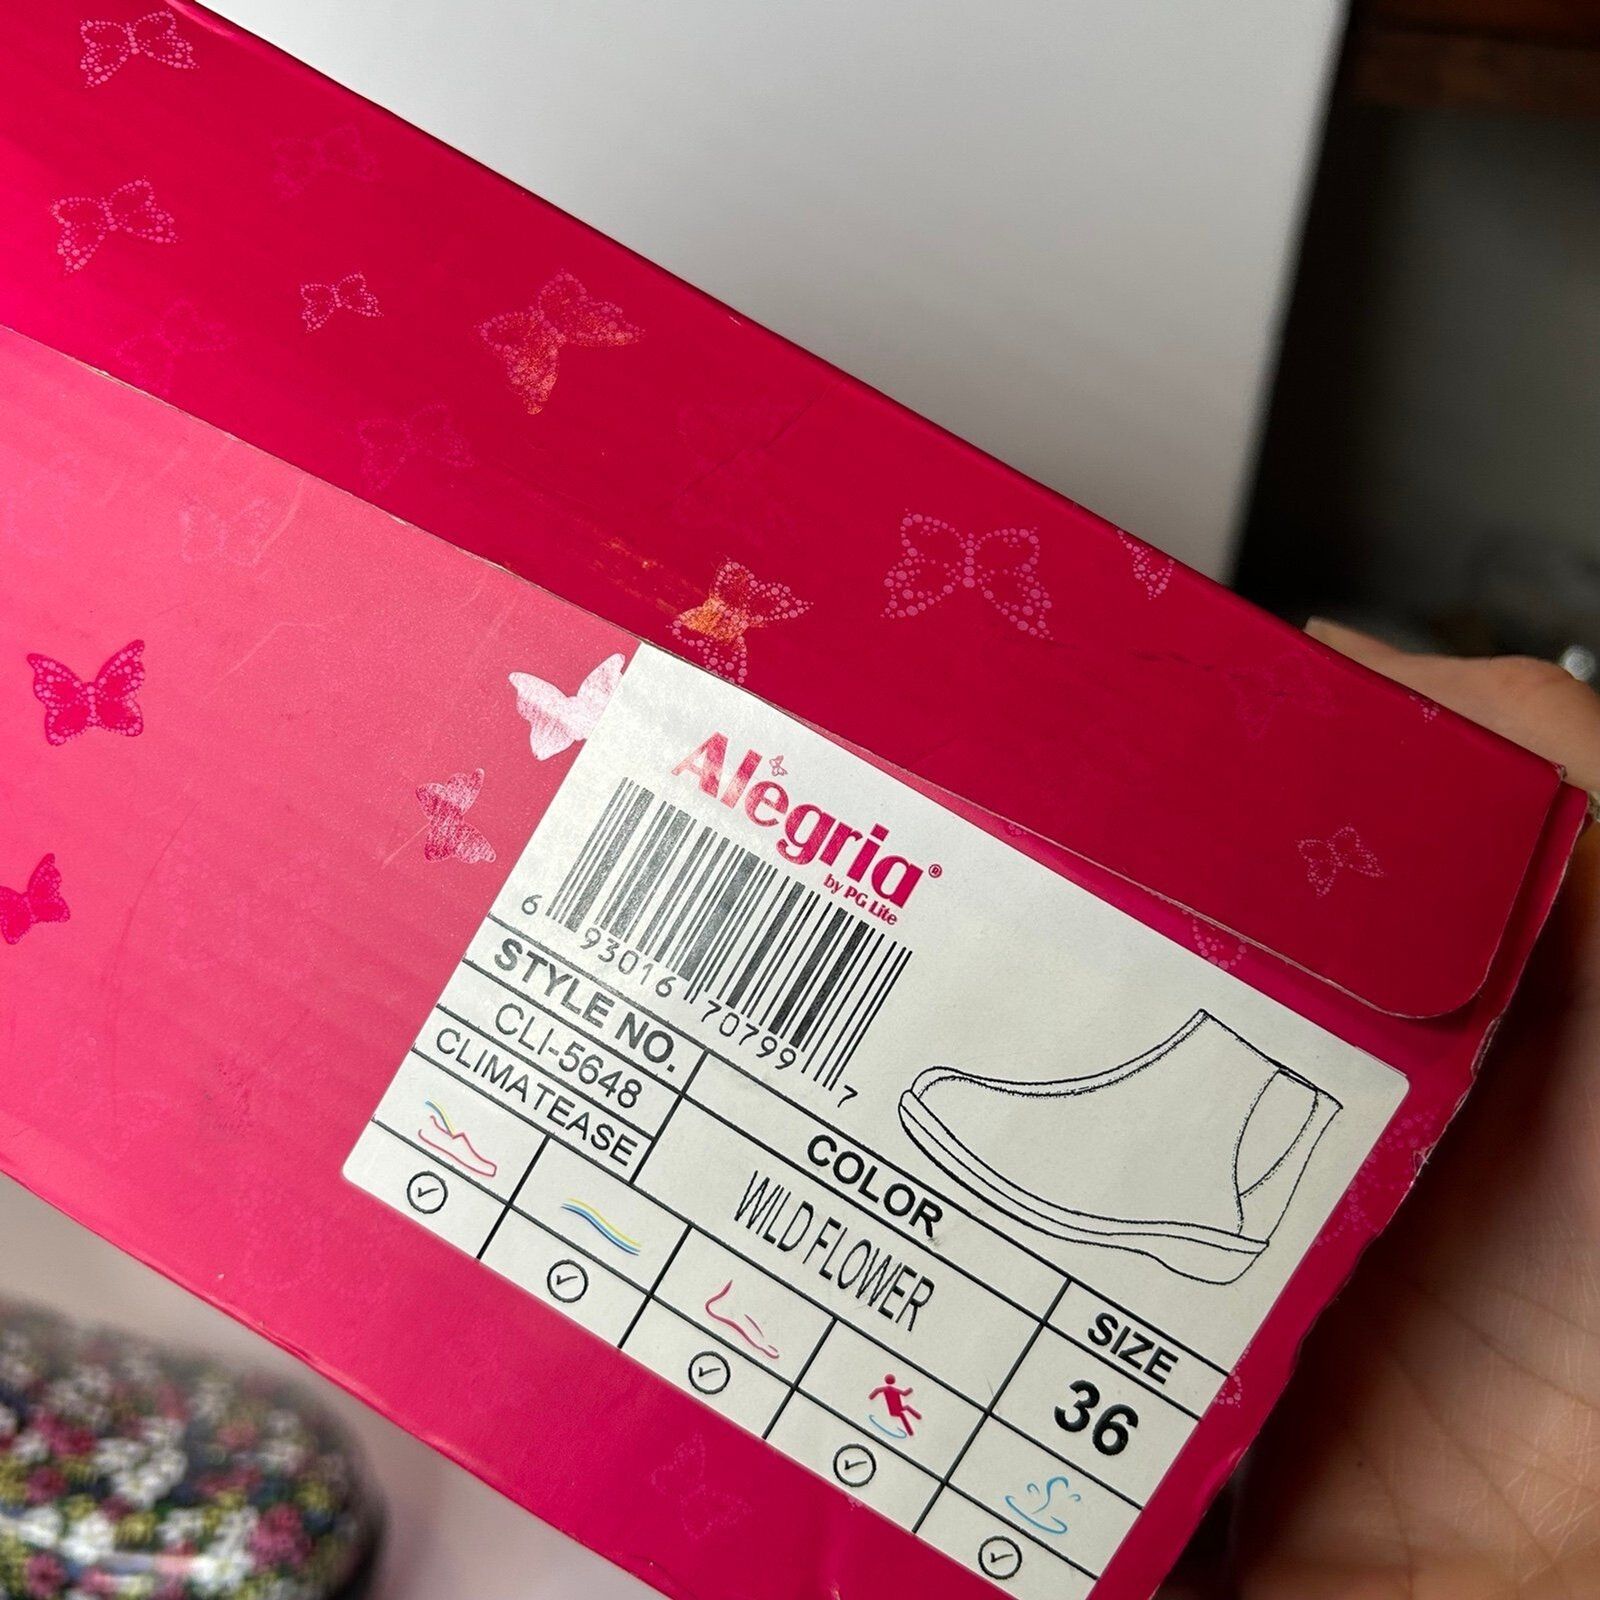 Alegria®
by PG Lite
6 93016 70799 7
STYLE NO.
CLI-5648
CLIMATEASE
COLOR
WILD FLOWER
SIZE
36